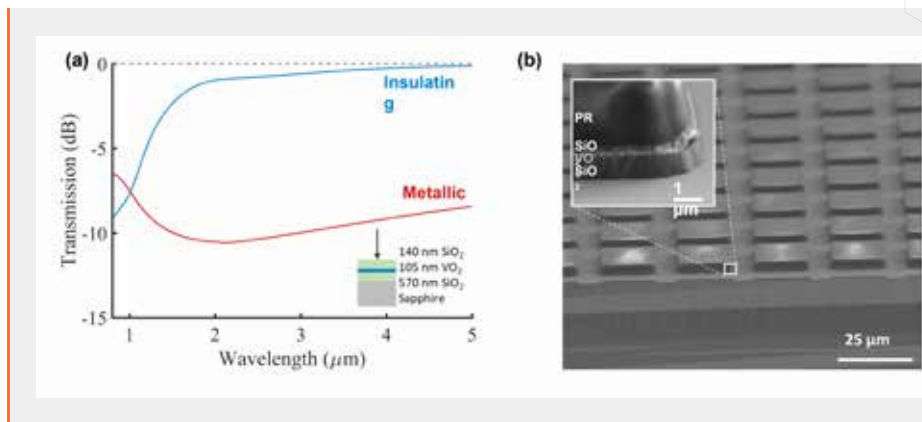 (a)
0
-5
-10
-15
Transmission (dB)
1
2
3
4
5
Wavelength (μm)
Insulatin
g
Metallic
140 nm SiO₂
105 nm VO₂
570 nm SiO₂
Sapphire
(b)
PR
SiO
VO
SiO
2
1
μm
25 μm